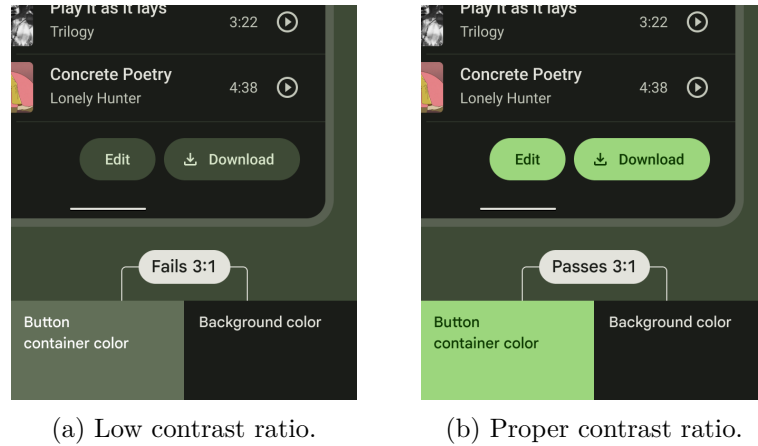 Play it as it lays
Trilogy
3:22
Concrete Poetry
Lonely Hunter
4:38
Edit
Download
Fails 3:1
Button
container color
Background color
(a) Low contrast ratio.
Play it as it lays
Trilogy
3:22
Concrete Poetry
Lonely Hunter
4:38
Edit
Download
Passes 3:1
Button
container color
Background color
(b) Proper contrast ratio.